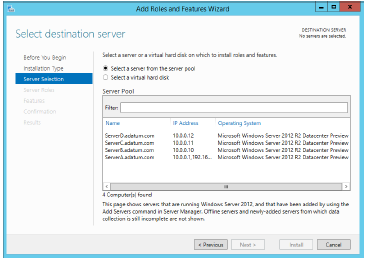 Add Roles and Features Wizard
Select destination server
DESTINATION SERVER
No servers are selected.
Before You Begin
Installation Type
Server Selection
Server Roles
Features
Confirmation
Results
Select a server or a virtual hard disk on which to install roles and features.
Select a server from the server pool
Select a virtual hard disk
Server Pool
Filter:
Name IP Address Operating System
ServerD.adatum.com 10.0.0.12 Microsoft Windows Server 2012 R2 Datacenter Preview
ServerC.adatum.com 10.0.0.11 Microsoft Windows Server 2012 R2 Datacenter Preview
ServerB.adatum.com 10.0.0.10 Microsoft Windows Server 2012 R2 Datacenter Preview
ServerA.adatum.com 10.0.0.1,192.16... Microsoft Windows Server 2012 R2 Datacenter Preview
4 Computer(s) found
This page shows servers that are running Windows Server 2012, and that have been added by using the
Add Servers command in Server Manager. Offline servers and newly-added servers from which data
collection is still incomplete are not shown.
< Previous Next > Install Cancel